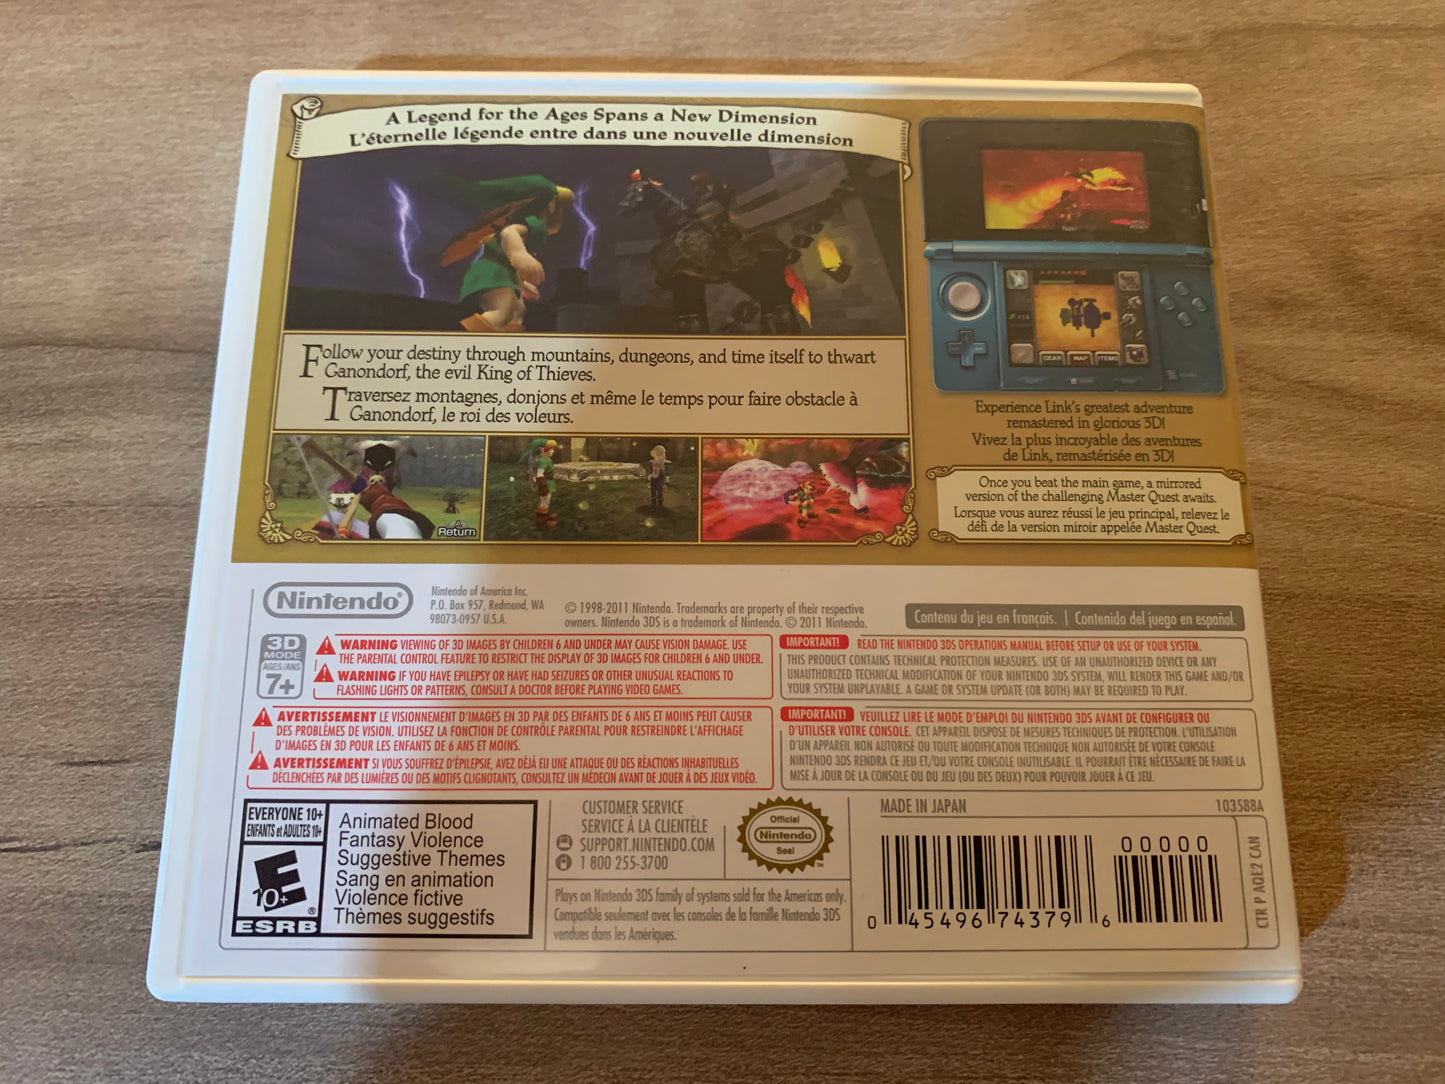 A Legend for the Ages Spans a New Dimension
L'éternelle légende entre dans une nouvelle dimension
Follow your destiny through mountains, dungeons, and time itself to thwart
Ganondorf, the evil King of Thieves.
Traversez montagnes, donjons et même le temps pour faire obstacle à
Ganondorf, le roi des voleurs.
A
Return
GEAR MAP ITEMS
Experience Link's greatest adventure
remastered in glorious 3D!
Vivez la plus incroyable des aventures
de Link, remastérisée en 3D!
Once you beat the main game, a mirrored
version of the challenging Master Quest awaits.
Lorsque vous aurez réussi le jeu principal, relevez le
défi de la version miroir appelée Master Quest.
Nintendo®
Nintendo of America Inc.
P.O. Box 957, Redmond, WA
98073-0957 U.S.A.
© 1998-2011 Nintendo. Trademarks are property of their respective
owners. Nintendo 3DS is a trademark of Nintendo. © 2011 Nintendo.
Contenu du jeu en français. | Contenido del juego en español.
3D
MODE
AGES/ANS
7+
WARNING VIEWING OF 3D IMAGES BY CHILDREN 6 AND UNDER MAY CAUSE VISION DAMAGE. USE
THE PARENTAL CONTROL FEATURE TO RESTRICT THE DISPLAY OF 3D IMAGES FOR CHILDREN 6 AND UNDER.
WARNING IF YOU HAVE EPILEPSY OR HAVE HAD SEIZURES OR OTHER UNUSUAL REACTIONS TO
FLASHING LIGHTS OR PATTERNS, CONSULT A DOCTOR BEFORE PLAYING VIDEO GAMES.
IMPORTANT! READ THE NINTENDO 3DS OPERATIONS MANUAL BEFORE SETUP OR USE OF YOUR SYSTEM.
THIS PRODUCT CONTAINS TECHNICAL PROTECTION MEASURES. USE OF AN UNAUTHORIZED DEVICE OR ANY
UNAUTHORIZED TECHNICAL MODIFICATION OF YOUR NINTENDO 3DS SYSTEM, WILL RENDER THIS GAME AND/OR
YOUR SYSTEM UNPLAYABLE. A GAME OR SYSTEM UPDATE (OR BOTH) MAY BE REQUIRED TO PLAY.
AVERTISSEMENT LE VISIONNEMENT D'IMAGES EN 3D PAR DES ENFANTS DE 6 ANS ET MOINS PEUT CAUSER
DES PROBLÈMES DE VISION. UTILISEZ LA FONCTION DE CONTRÔLE PARENTAL POUR RESTREINDRE L'AFFICHAGE
D'IMAGES EN 3D POUR LES ENFANTS DE 6 ANS ET MOINS.
AVERTISSEMENT SI VOUS SOUFFREZ D'ÉPILEPSIE, AVEZ DÉJÀ EU UNE ATTAQUE OU DES RÉACTIONS INHABITUELLES
DÉCLENCHÉES PAR DES LUMIÈRES OU DES MOTIFS CLIGNOTANTS, CONSULTEZ UN MÉDECIN AVANT DE JOUER À DES JEUX VIDÉO.
IMPORTANT! VEUILLEZ LIRE LE MODE D'EMPLOI DU NINTENDO 3DS AVANT DE CONFIGURER OU
D'UTILISER VOTRE CONSOLE. CET APPAREIL DISPOSE DE MESURES TECHNIQUES DE PROTECTION. L'UTILISATION
D'UN APPAREIL NON AUTORISÉ OU TOUTE MODIFICATION TECHNIQUE NON AUTORISÉE DE VOTRE CONSOLE
NINTENDO 3DS RENDRA CE JEU ET/OU VOTRE CONSOLE INUTILISABLE. IL POURRAIT ÊTRE NÉCESSAIRE DE FAIRE LA
MISE À JOUR DE LA CONSOLE OU DU JEU (OU DES DEUX) POUR POUVOIR JOUER À CE JEU.
EVERYONE 10+
ENFANTS et ADULTES 10+
E
10+
®
ESRB
Animated Blood
Fantasy Violence
Suggestive Themes
Sang en animation
Violence fictive
Thèmes suggestifs
CUSTOMER SERVICE
SERVICE À LA CLIENTÈLE
SUPPORT.NINTENDO.COM
1 800 255-3700
Official
Nintendo
Seal
™
Plays on Nintendo 3DS family of systems sold for the Americas only.
Compatible seulement avec les consoles de la famille Nintendo 3DS
vendues dans les Amériques.
MADE IN JAPAN
103588A
00000
0 45496 74379 6
CTR P AQE2 CAN